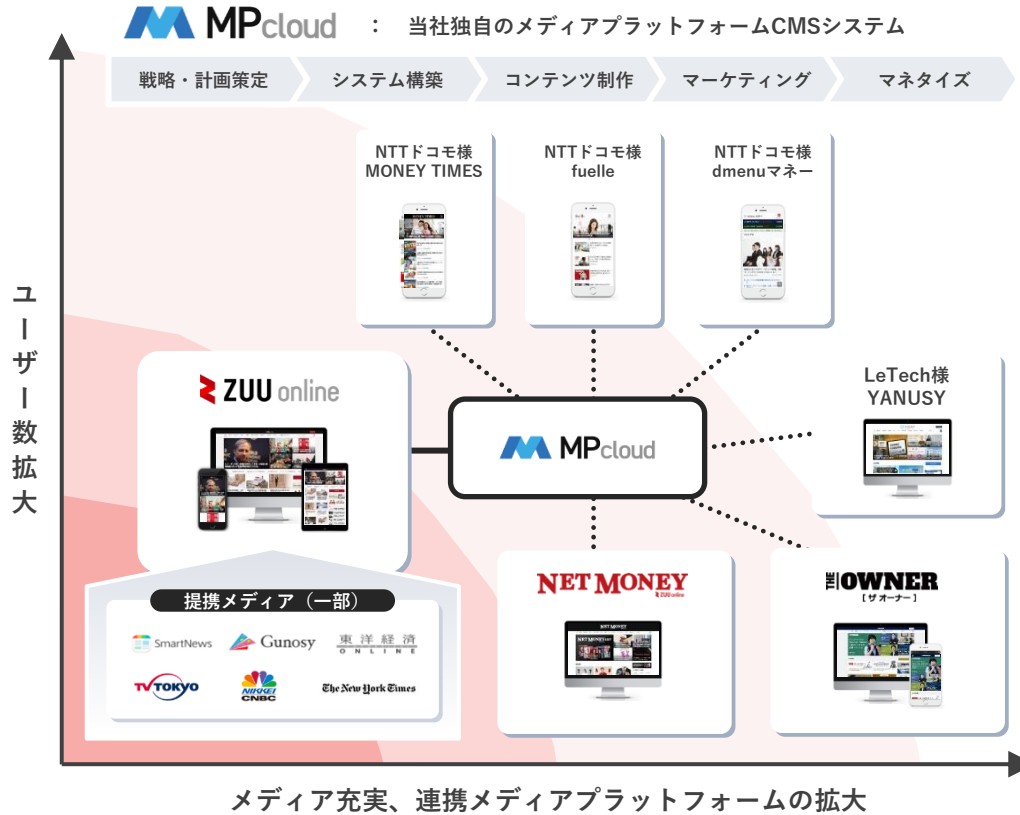 MPcloud : 当社独自のメディアプラットフォームCMSシステム
戦略・計画策定
システム構築
コンテンツ制作
マーケティング
マネタイズ
NTTドコモ様
MONEY TIMES
NTTドコモ様
fuelle
NTTドコモ様
dmenuマネー
ユーザー数拡大
ZUU online
MPcloud
LeTech様
YANUSY
提携メディア（一部）
SmartNews
Gunosy
東洋経済
ONLINE
TV TOKYO
NIKKEI
CNBC
The New York Times
NET MONEY
ZUU online
THE OWNER
[ ザ オーナー ]
メディア充実、連携メディアプラットフォームの拡大